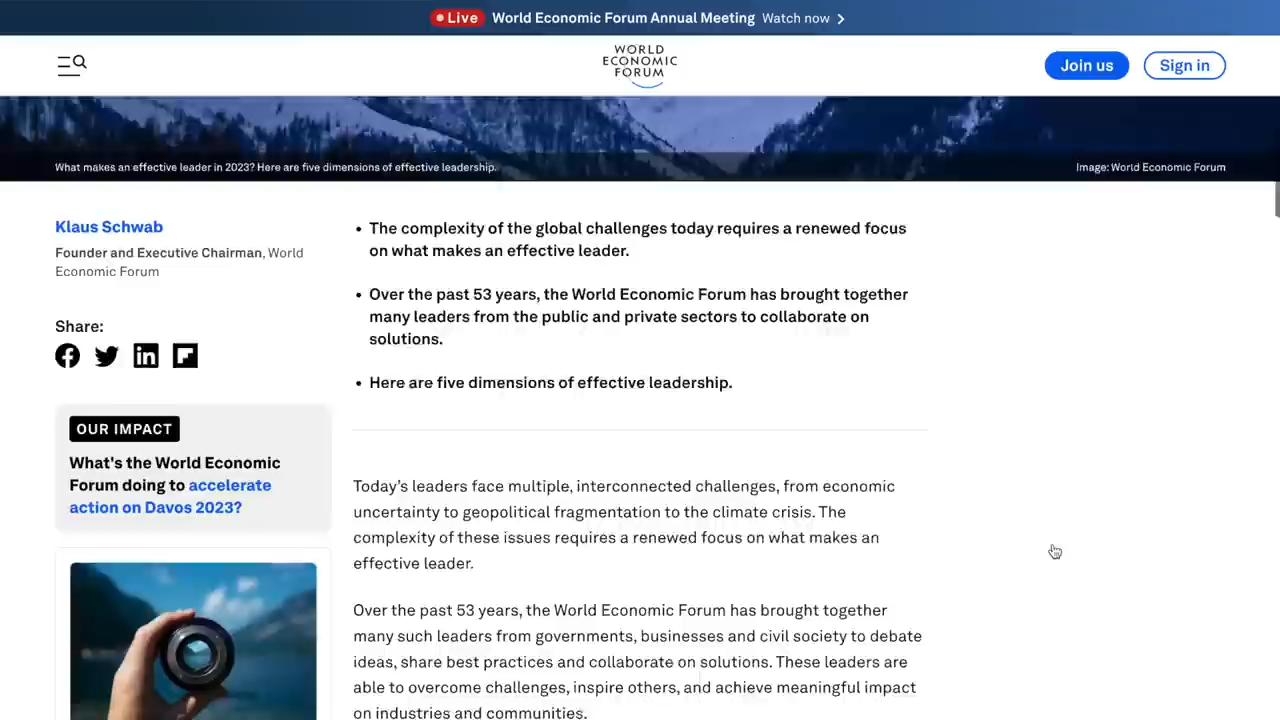 Live World Economic Forum Annual Meeting Watch now
WORLD
ECONOMIC
FORUM
Join us
Sign in
What makes an effective leader in 2023? Here are five dimensions of effective leadership.
Image: World Economic Forum
Klaus Schwab
Founder and Executive Chairman, World
Economic Forum
Share:
OUR IMPACT
What's the World Economic
Forum doing to accelerate
action on Davos 2023?
• The complexity of the global challenges today requires a renewed focus
on what makes an effective leader.
• Over the past 53 years, the World Economic Forum has brought together
many leaders from the public and private sectors to collaborate on
solutions.
• Here are five dimensions of effective leadership.
Today’s leaders face multiple, interconnected challenges, from economic
uncertainty to geopolitical fragmentation to the climate crisis. The
complexity of these issues requires a renewed focus on what makes an
effective leader.
Over the past 53 years, the World Economic Forum has brought together
many such leaders from governments, businesses and civil society to debate
ideas, share best practices and collaborate on solutions. These leaders are
able to overcome challenges, inspire others, and achieve meaningful impact
on industries and communities.